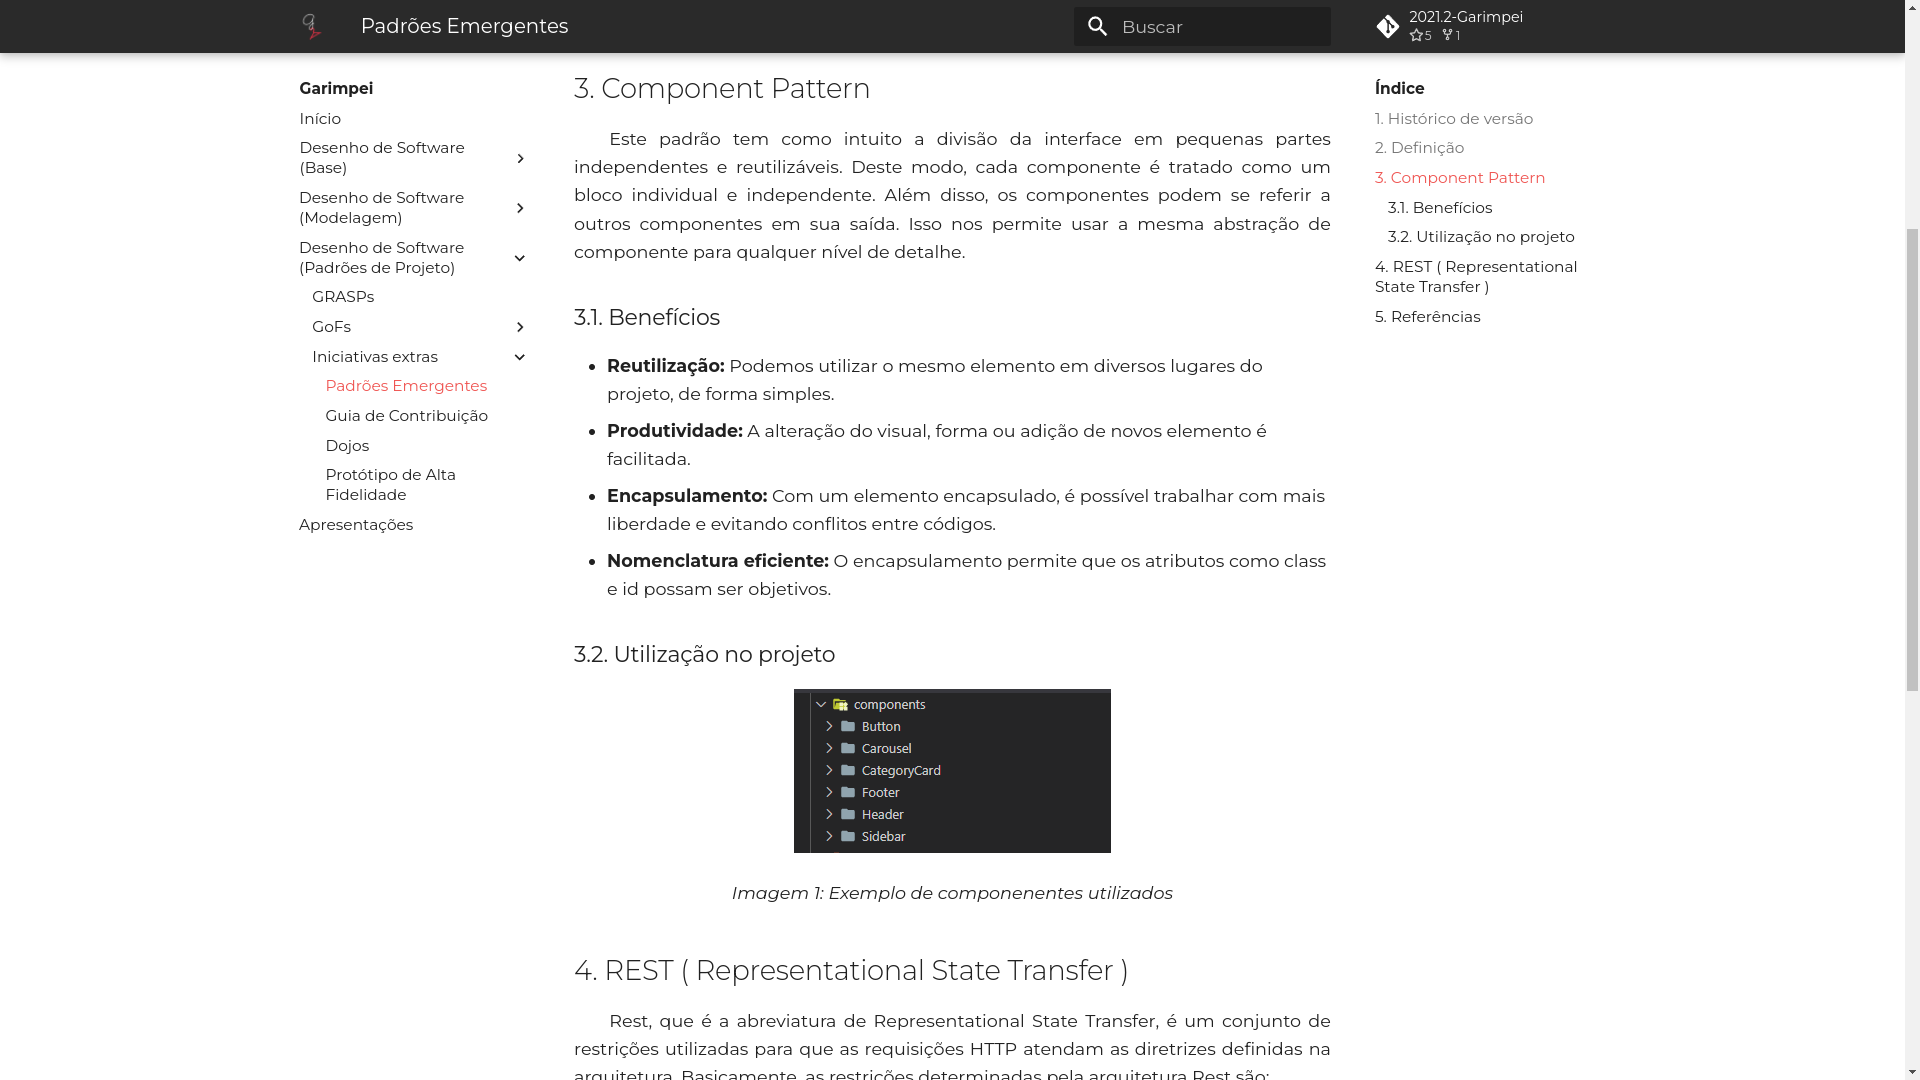 Padrões Emergentes
Buscar
2021.2-Garimpei
5 1
Garimpei
Início
Desenho de Software
(Base)
Desenho de Software
(Modelagem)
Desenho de Software
(Padrões de Projeto)
GRASPs
GoFs
Iniciativas extras
Padrões Emergentes
Guia de Contribuição
Dojos
Protótipo de Alta
Fidelidade
Apresentações
3. Component Pattern
Este padrão tem como intuito a divisão da interface em pequenas partes
independentes e reutilizáveis. Deste modo, cada componente é tratado como um
bloco individual e independente. Além disso, os componentes podem se referir a
outros componentes em sua saída. Isso nos permite usar a mesma abstração de
componente para qualquer nível de detalhe.
3.1. Benefícios
Reutilização: Podemos utilizar o mesmo elemento em diversos lugares do
projeto, de forma simples.
Produtividade: A alteração do visual, forma ou adição de novos elemento é
facilitada.
Encapsulamento: Com um elemento encapsulado, é possível trabalhar com mais
liberdade e evitando conflitos entre códigos.
Nomenclatura eficiente: O encapsulamento permite que os atributos como class
e id possam ser objetivos.
3.2. Utilização no projeto
components
Button
Carousel
CategoryCard
Footer
Header
Sidebar
Imagem 1: Exemplo de componenentes utilizados
4. REST ( Representational State Transfer )
Rest, que é a abreviatura de Representational State Transfer, é um conjunto de
restrições utilizadas para que as requisições HTTP atendam as diretrizes definidas na
arquitetura. Basicamente, as restrições determinadas pela arquitetura Rest são:
Índice
1. Histórico de versão
2. Definição
3. Component Pattern
3.1. Benefícios
3.2. Utilização no projeto
4. REST ( Representational
State Transfer )
5. Referências